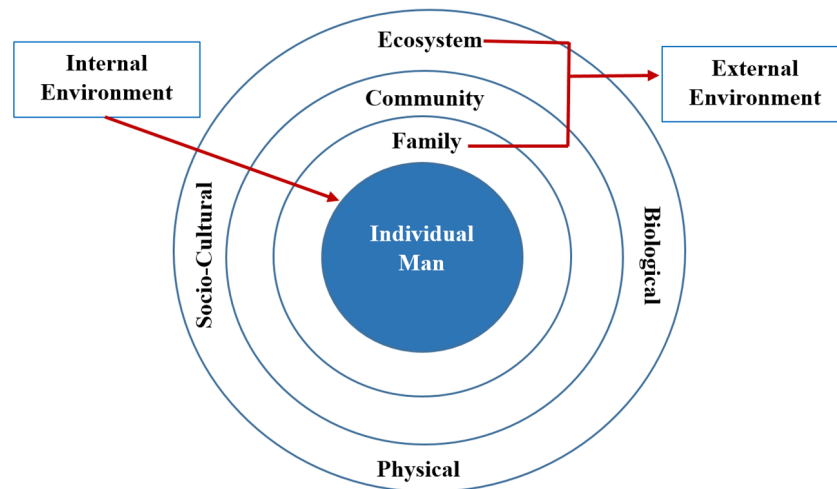 Ecosystem
Internal
Environment
External
Environment
Community
Family
Socio-Cultural
Biological
Individual
Man
Physical